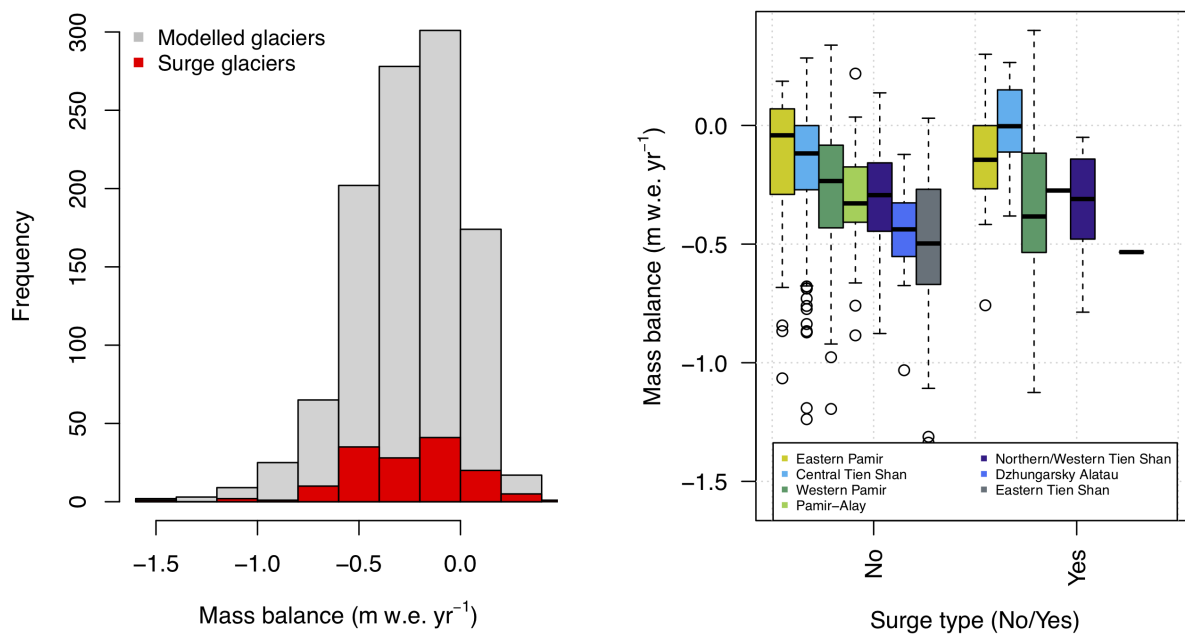 Modelled glaciers
Surge glaciers
Frequency
300
250
200
150
100
50
0
−1.5 −1.0 −0.5 0.0
Mass balance (m w.e. yr⁻¹)
Mass balance (m w.e. yr⁻¹)
0.0
−0.5
−1.0
−1.5
Eastern Pamir
Central Tien Shan
Western Pamir
Pamir−Alay
Northern/Western Tien Shan
Dzhungarsky Alatau
Eastern Tien Shan
No Yes
Surge type (No/Yes)